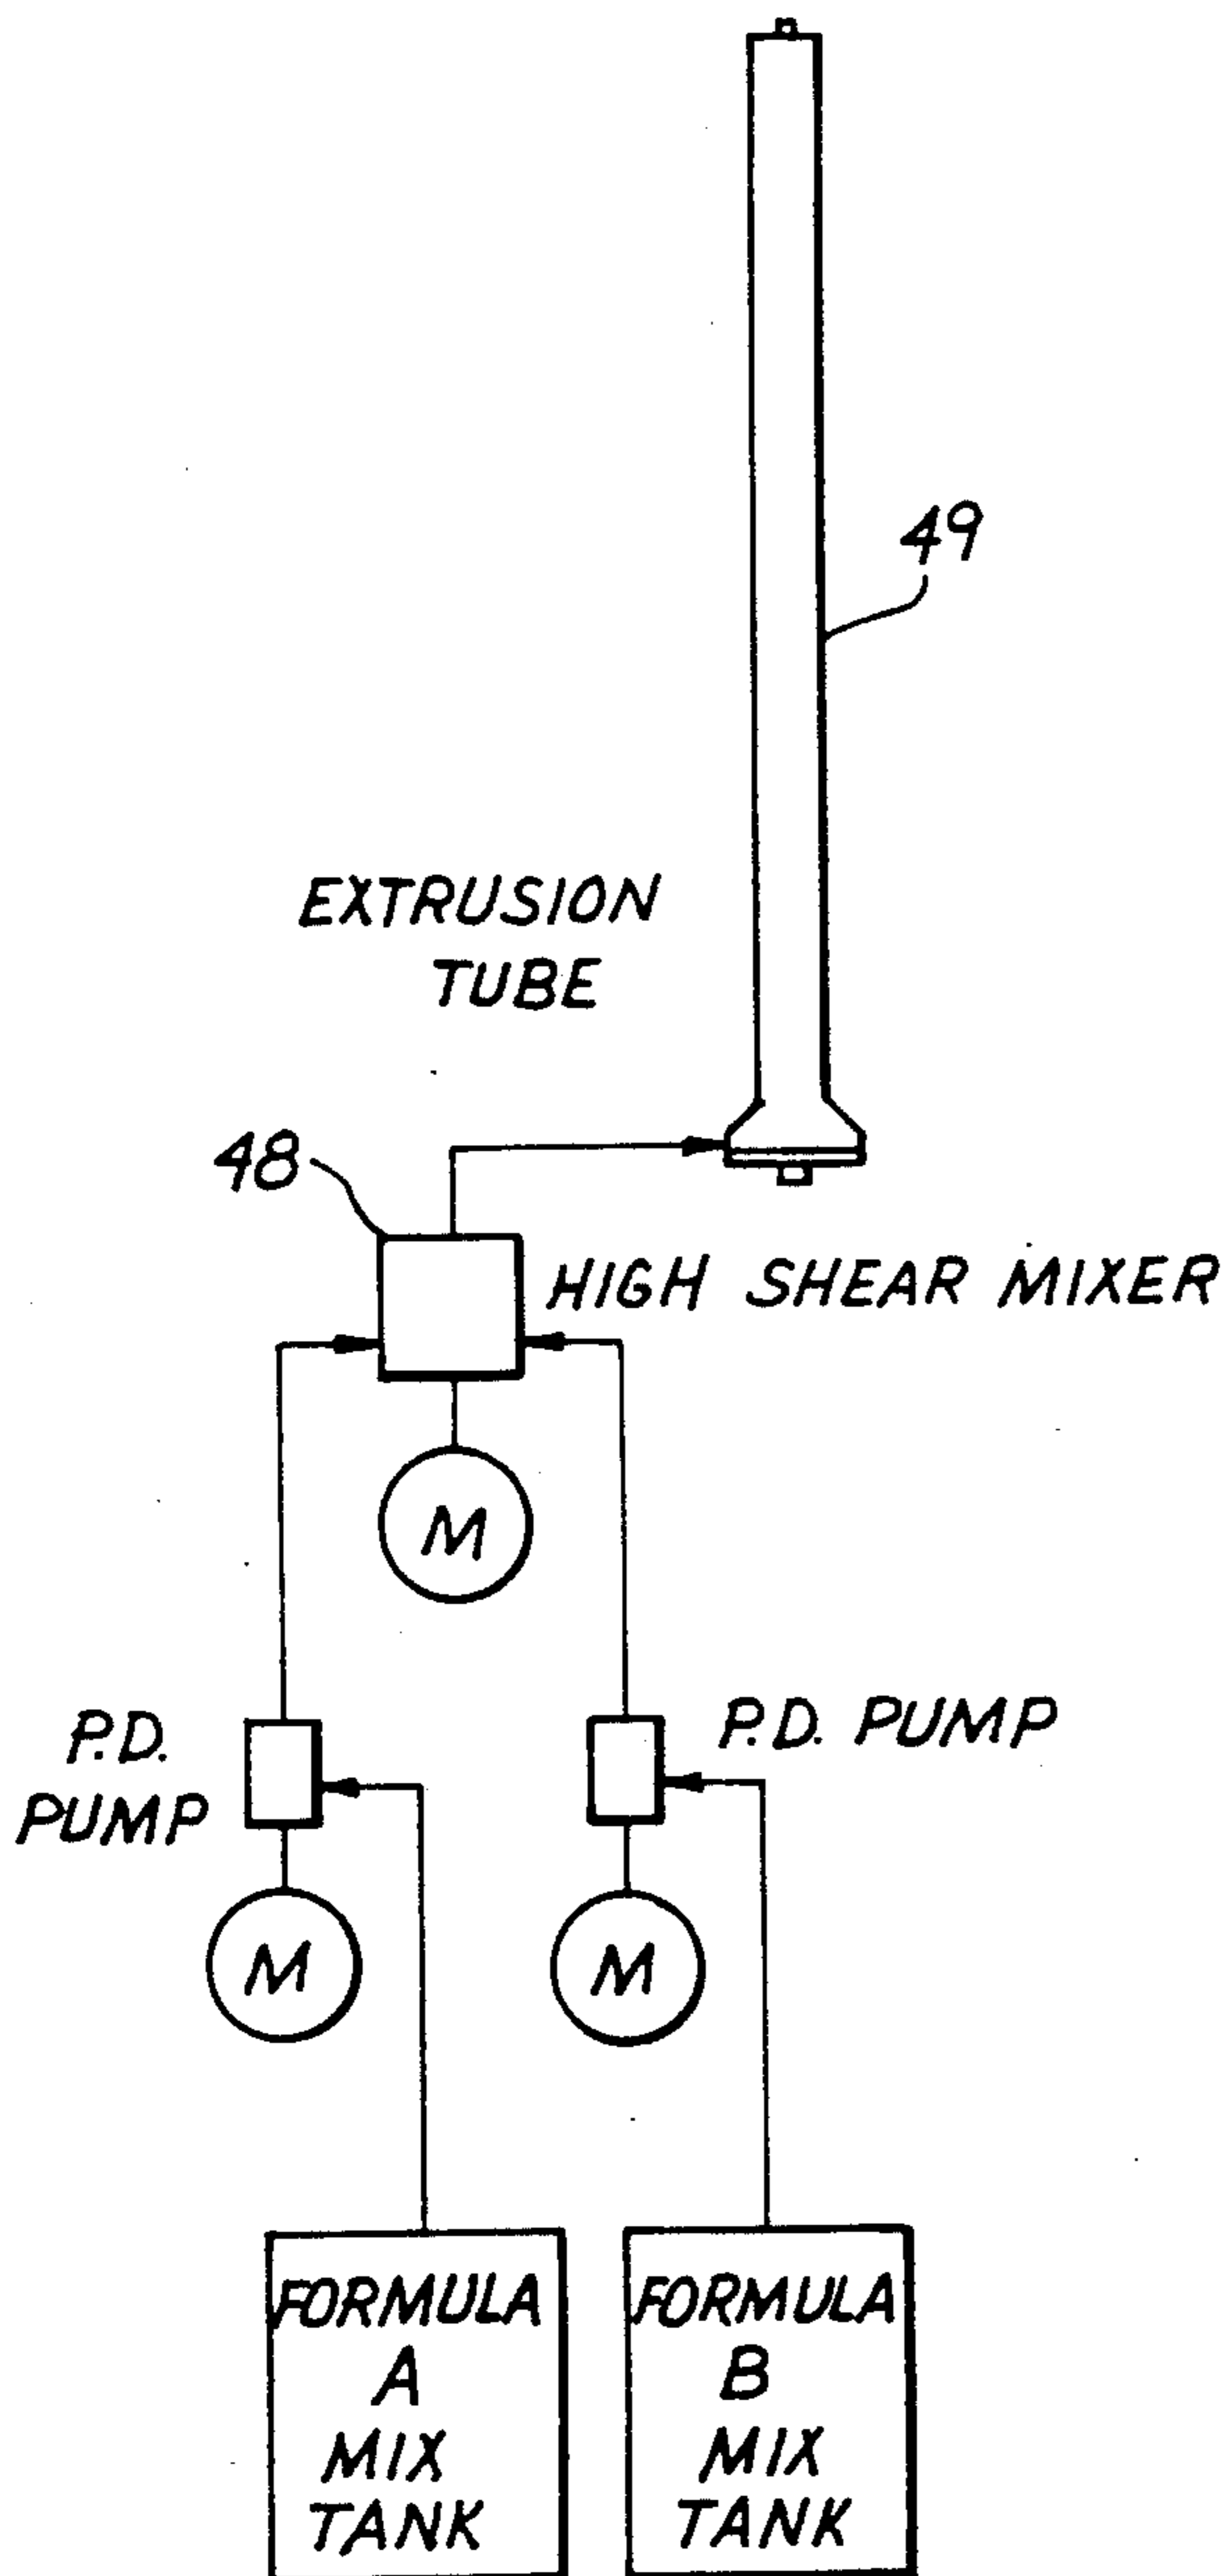 49
EXTRUSION
TUBE
48
HIGH SHEAR MIXER
M
P.D.
PUMP
P.D. PUMP
M
M
FORMULA
A
MIX
TANK
FORMULA
B
MIX
TANK